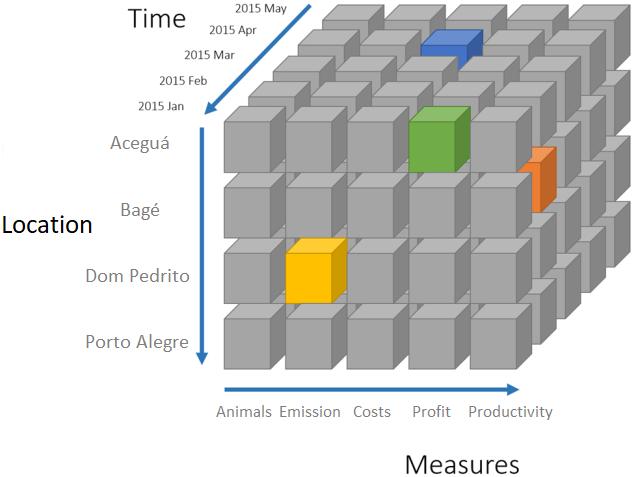 Time
2015 May
2015 Apr
2015 Mar
2015 Feb
2015 Jan
Aceguá
Bagé
Location
Dom Pedrito
Porto Alegre
Animals Emission Costs Profit Productivity
Measures